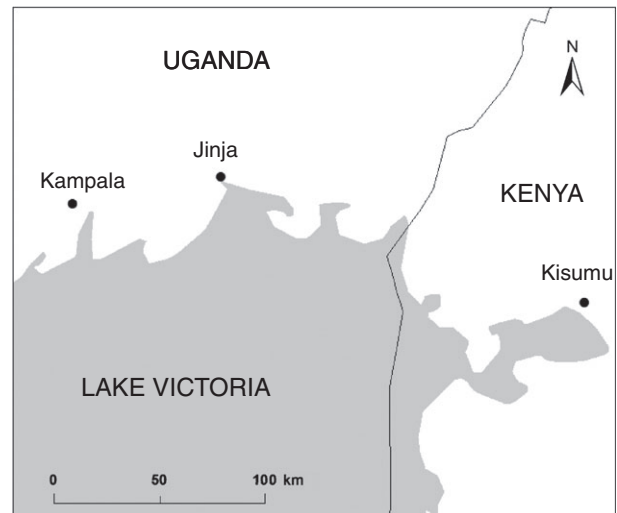 UGANDA
N
Jinja
Kampala
KENYA
Kisumu
LAKE VICTORIA
0 50 100 km